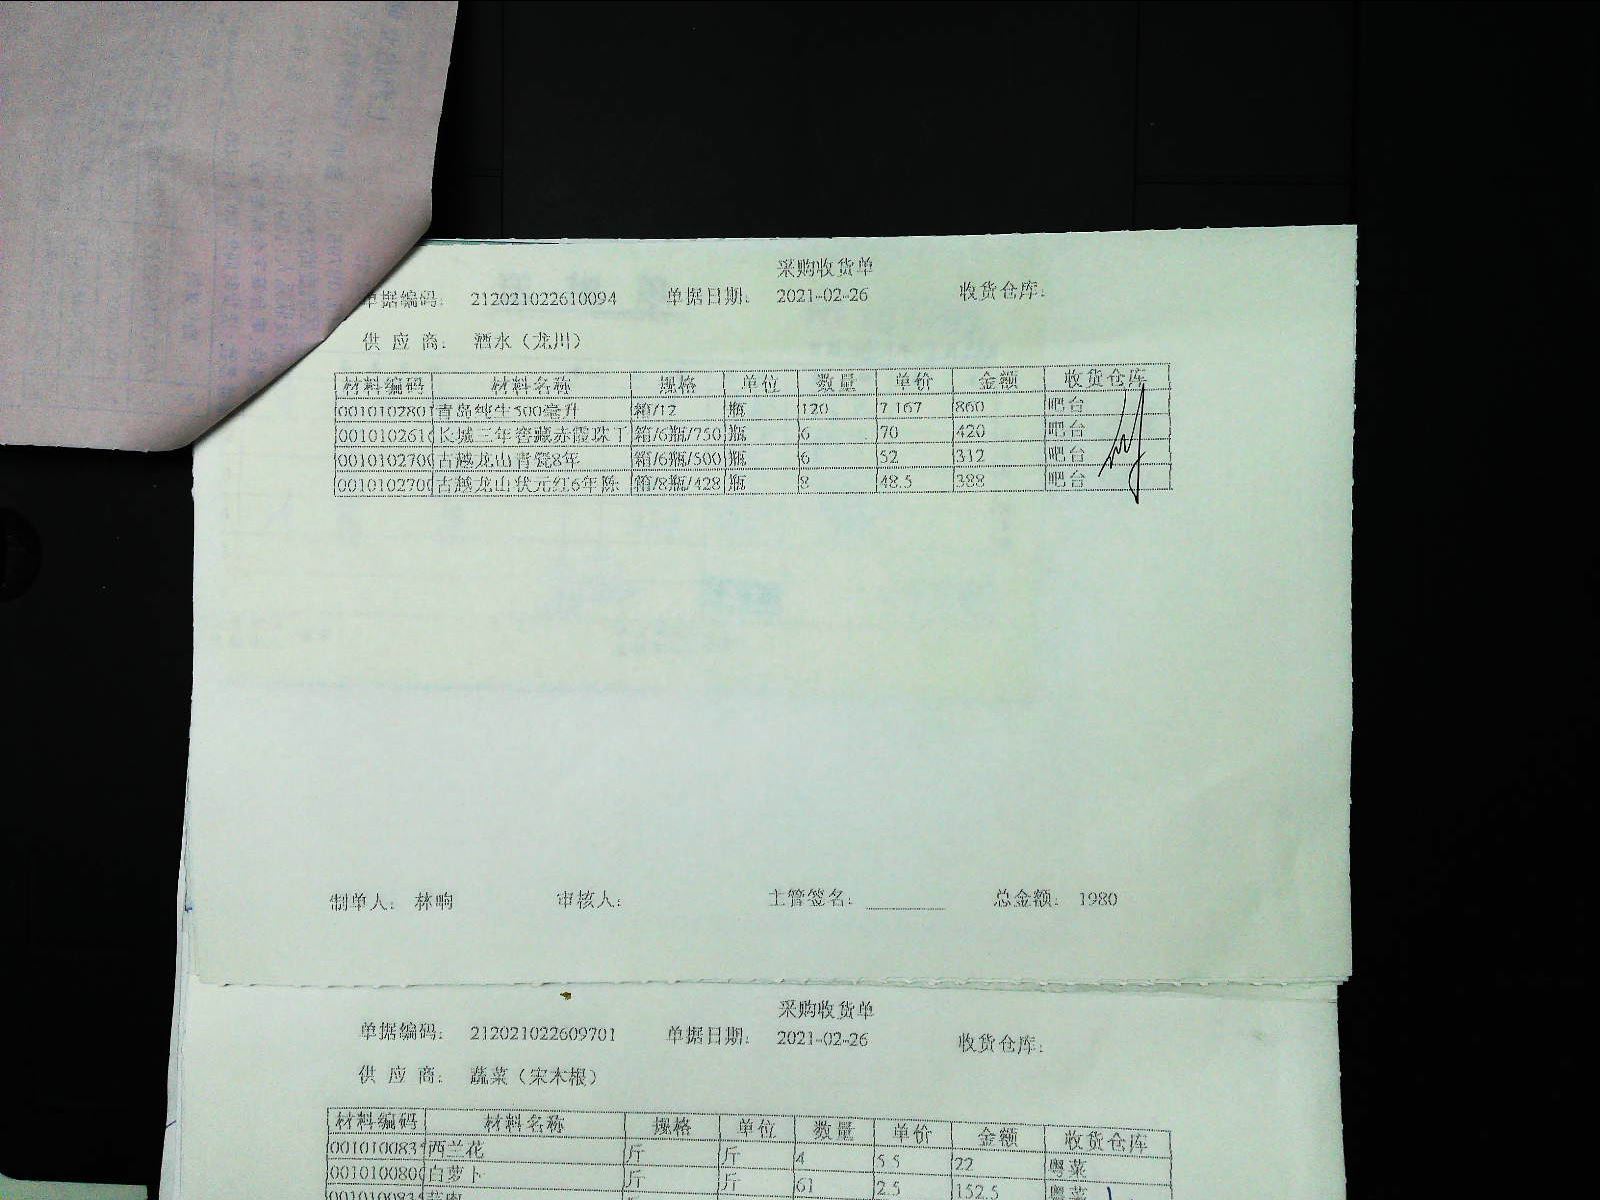 采购收货单
单据编码: 212021022610094 单据日期: 2021-02-26 收货仓库:
供 应 商: 酒水（龙川）
材料编码 材料名称 规格 单位 数量 单价 金额 收货仓库
0010102801 青岛纯生500毫升 箱/12 瓶 120 7.167 860 吧台
001010261 长城三年窖藏赤霞珠丁 箱/6瓶/750 瓶 6 70 420 吧台
001010270 古越龙山青瓷8年 箱/6瓶/500 瓶 6 52 312 吧台
001010270 古越龙山状元红6年陈 箱/8瓶/428 瓶 8 48.5 388 吧台
制单人: 林响 审核人: 主管签名: 总金额: 1980
采购收货单
单据编码: 212021022609701 单据日期: 2021-02-26 收货仓库:
供 应 商: 蔬菜（宋木根）
材料编码 材料名称 规格 单位 数量 单价 金额 收货仓库
001010083 西兰花 斤 斤 4 5.5 22 粤菜
001010080 白萝卜 斤 斤 61 2.5 152.5 粤菜